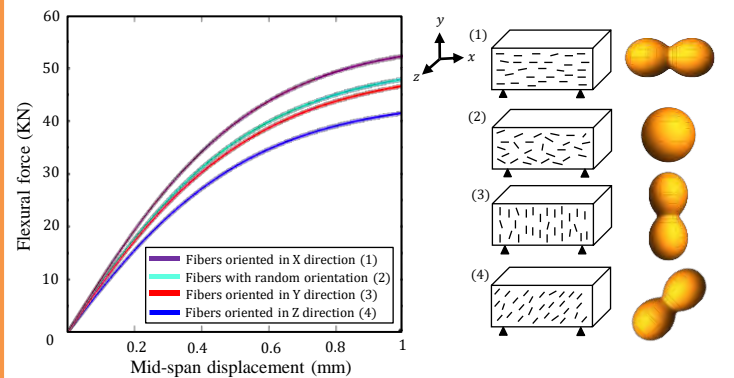 60
50
40
30
20
10
0
Flexural force (KN)
Fibers oriented in X direction (1)
Fibers with random orientation (2)
Fibers oriented in Y direction (3)
Fibers oriented in Z direction (4)
0.2 0.4 0.6 0.8 1
Mid-span displacement (mm)
y
x
z
(1)
(2)
(3)
(4)